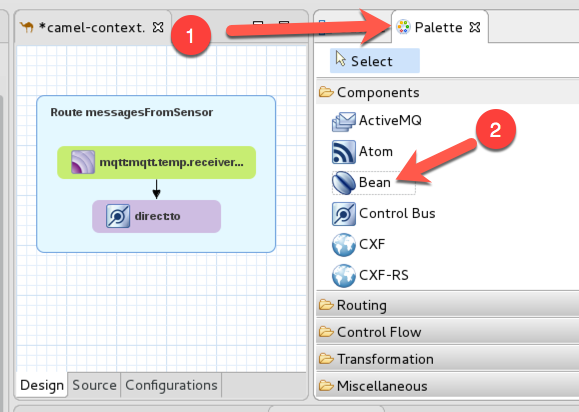 *camel-context.
1
Palette
Select
Components
ActiveMQ
Atom
2
Bean
Control Bus
CXF
CXF-RS
Routing
Control Flow
Transformation
Miscellaneous
Route messagesFromSensor
mqtt:mqtt.temp.receiver...
direct:to
Design
Source
Configurations